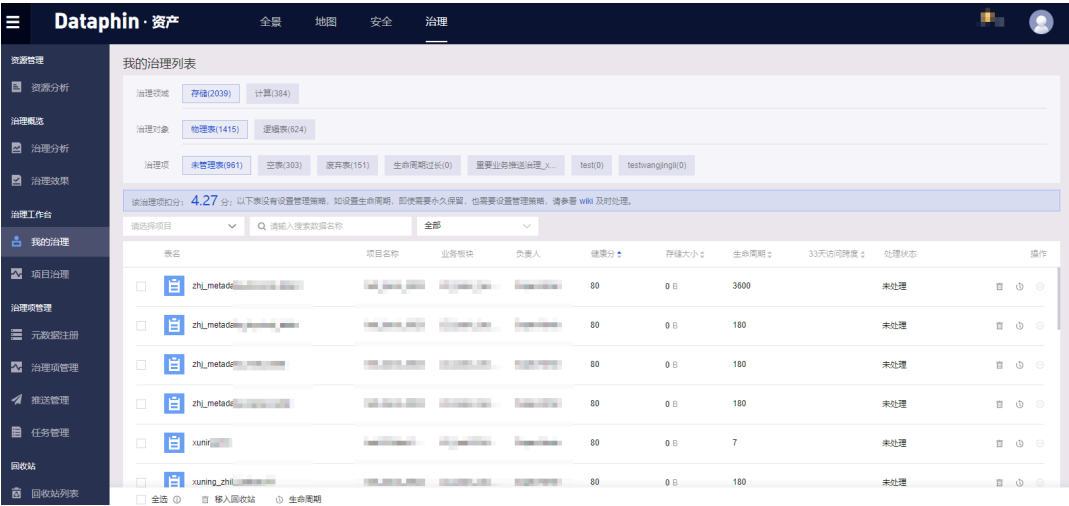 Dataphin · 资产 全景 地图 安全 治理
资源管理
资源分析
治理概览
治理分析
治理效果
治理工作台
我的治理
项目治理
治理项管理
元数据注册
治理项管理
推送管理
任务管理
回收站
回收站列表
我的治理列表
治理领域 存储(2039) 计算(384)
治理对象 物理表(1415) 逻辑表(624)
治理项 未管理表(961) 空表(303) 废弃表(151) 生命周期过长(0) 重要业务推送治理_x... test(0) testwangjingli(0)
该治理项扣分: 4.27 分; 以下表没有设置管理策略, 如设置生命周期, 即使需要永久保留, 也需要设置管理策略, 请参看 wiki 及时处理。
请选择项目 请输入搜索数据名称 全部
表名 项目名称 业务板块 负责人 健康分 存储大小 生命周期 33天访问跨度 处理状态 操作
zhj_metada 80 0 B 3600 未处理
zhj_metada 80 0 B 180 未处理
zhj_metada 80 0 B 180 未处理
zhj_metada 80 0 B 180 未处理
xunin 80 0 B 7 未处理
xuning_zhil 80 0 B 180 未处理
全选 移入回收站 生命周期